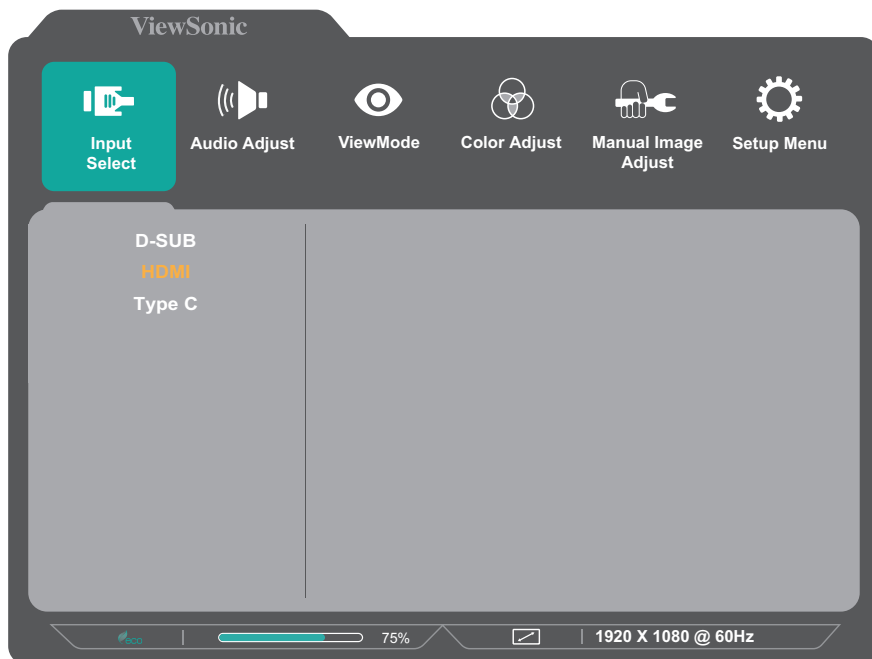 ViewSonic
Input
Select
Audio Adjust
ViewMode
Color Adjust
Manual Image
Adjust
Setup Menu
D-SUB
HDMI
Type C
eco
75%
1920 X 1080 @ 60Hz